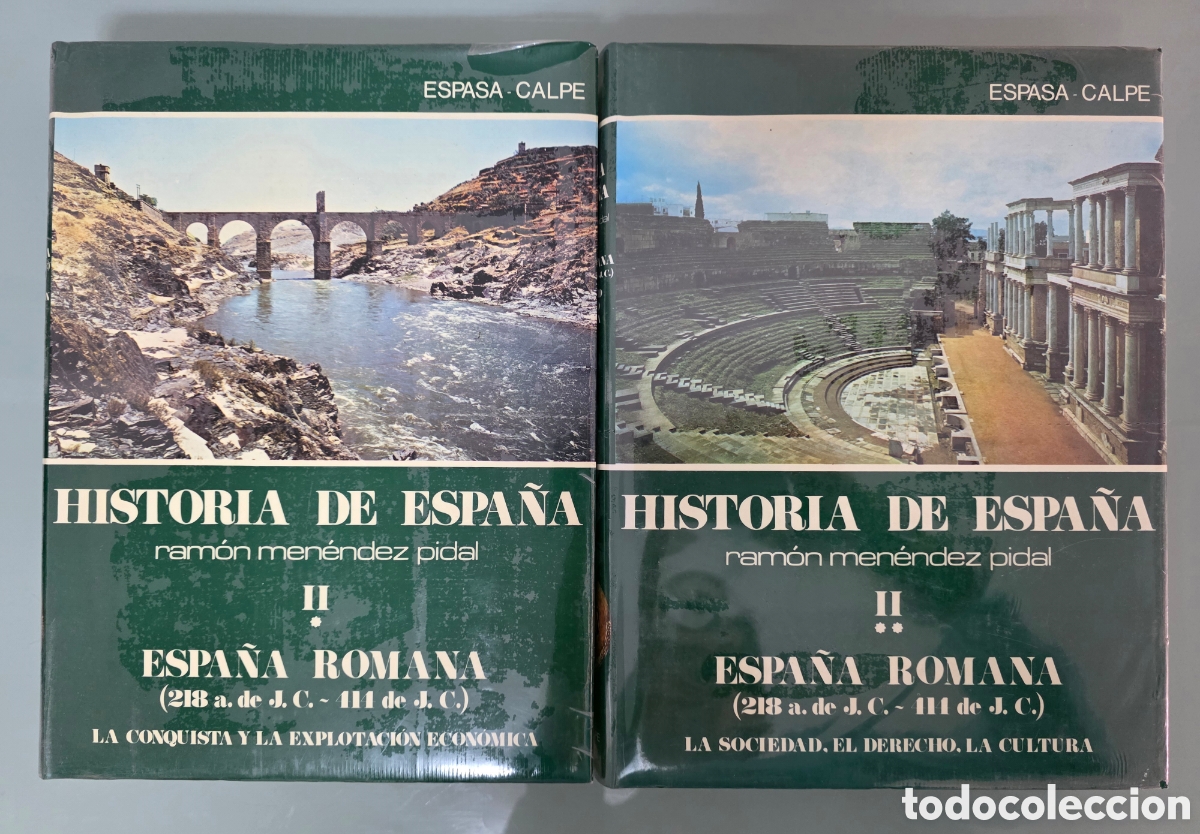 ESPASA - CALPE
HISTORIA DE ESPAÑA
ramón menéndez pidal
II
*
ESPAÑA ROMANA
(218 a. de J. C. ~ 414 de J. C.)
LA CONQUISTA Y LA EXPLOTACIÓN ECONÓMICA
ESPASA - CALPE
HISTORIA DE ESPAÑA
ramón menéndez pidal
II
**
ESPAÑA ROMANA
(218 a. de J. C. ~ 414 de J. C.)
LA SOCIEDAD, EL DERECHO, LA CULTURA
todocoleccion